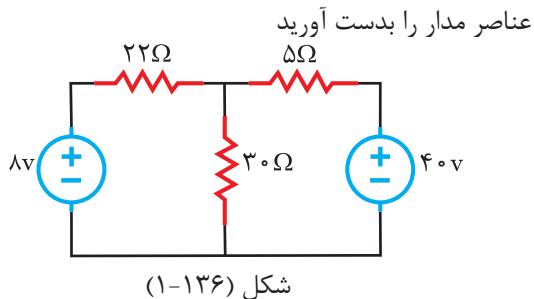 عناصر مدار را بدست آورید
۲۲Ω
۵Ω
۸v
+
−
۳۰Ω
+
−
۴۰v
شکل (۱۳۶-۱)